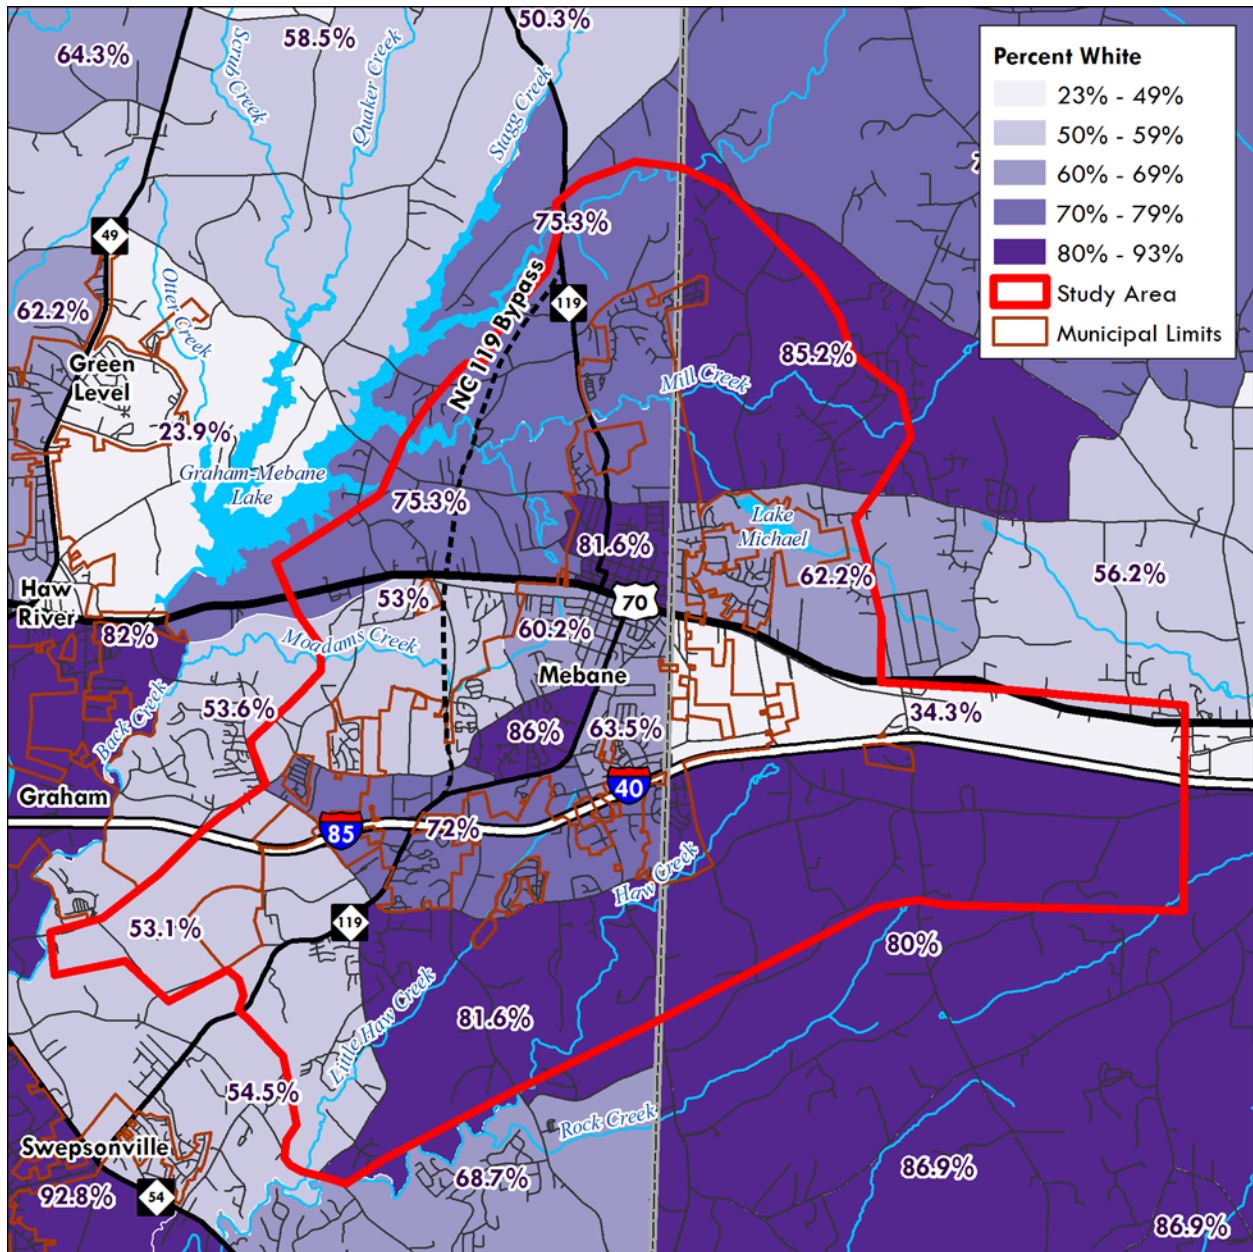 50.3%
58.5%
64.3%
Scrub Creek
Quaker Creek
Stagg Creek
Percent White
23% - 49%
50% - 59%
60% - 69%
70% - 79%
80% - 93%
Study Area
Municipal Limits
49
75.3%
Otter Creek
NC 119 Bypass
119
62.2%
Green
Level
85.2%
Mill Creek
23.9%
Graham-Mebane
Lake
75.3%
Lake
Michael
81.6%
62.2%
56.2%
Haw
River
53%
70
82%
Moadams Creek
60.2%
Mebane
53.6%
Back Creek
86%
63.5%
34.3%
Graham
40
85
72%
Haw Creek
53.1%
119
80%
Little Haw Creek
81.6%
54.5%
Rock Creek
Swepsonville
68.7%
86.9%
92.8%
54
86.9%